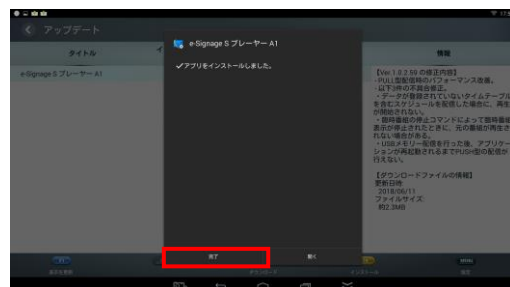 アップデート
タイトル
情報
e-Signage S プレーヤー A1
e-Signage S プレーヤー A1
✓アプリをインストールしました。
【Ver.1.0.2.59 の修正内容】
・PULL型配信時のパフォーマンス改善。
・以下3件の不具合修正。
・データが登録されていないタイムテーブル
を含むスケジュールを配信した場合に、再生
が開始されない。
・臨時番組の停止コマンドによって臨時番組
表示が停止されたときに、元の番組が再生さ
れない場合がある。
・USBメモリー配信を行った後、アプリケー
ションが再起動されるまでPUSH型の配信が
行えない。
【ダウンロードファイルの情報】
更新日時
2018/06/11
ファイルサイズ
約2.3MB
完了
開く
表示を更新
ダウンロード
インストール
設定